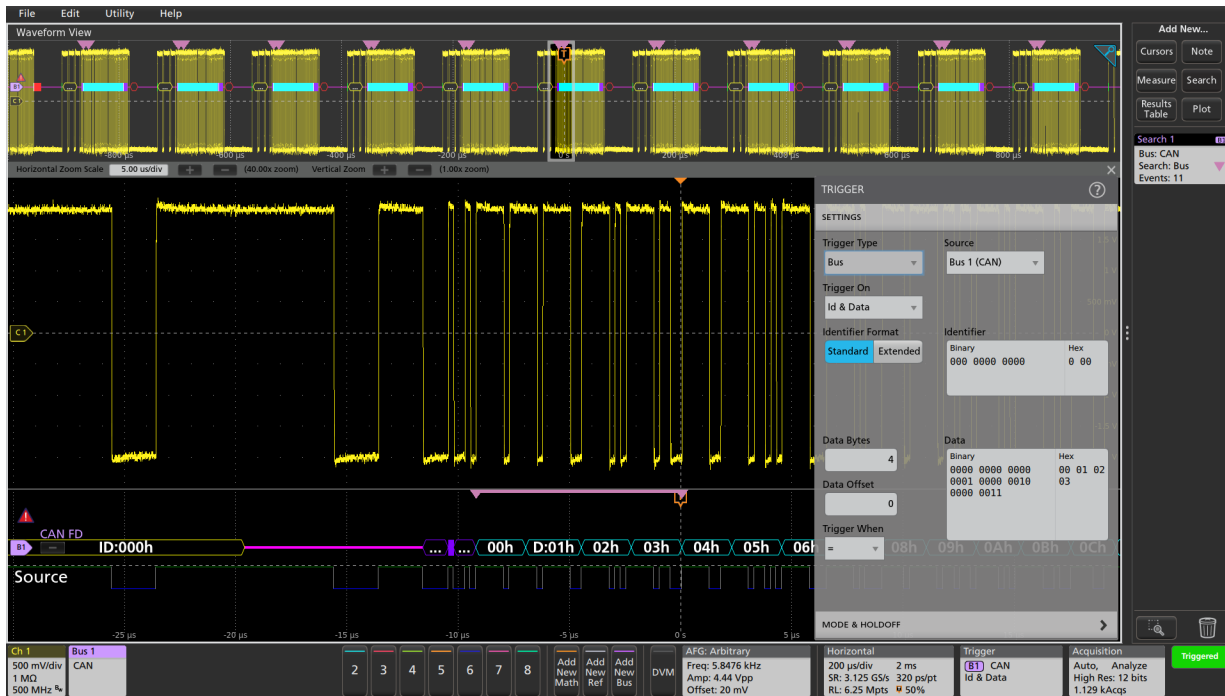 File Edit Utility Help
Waveform View
Add New...
Cursors Note
Measure Search
Results Table Plot
Search 1 B1
Bus: CAN
Search: Bus
Events: 11
T
B1
C1
-800 µs -600 µs -400 µs -200 µs 0 s 200 µs 400 µs 600 µs 800 µs
Horizontal Zoom Scale 5.00 us/div + − (40.00x zoom) Vertical Zoom + − (1.00x zoom)
TRIGGER ?
SETTINGS
Trigger Type Source
Bus Bus 1 (CAN)
Trigger On
Id & Data
Identifier Format Identifier
Standard Extended
Binary Hex
000 0000 0000 0 00
Data Bytes Data
4
Binary Hex
0000 0000 0000 00 01 02
0001 0000 0010 03
0000 0011
Data Offset
0
Trigger When
=
MODE & HOLDOFF
C 1
CAN FD
B1 ID:000h ... ... 00h D:01h 02h 03h 04h 05h 06h 08h 09h 0Ah 0Bh 0Ch
Source
-25 µs -20 µs -15 µs -10 µs -5 µs 0 s 5 µs
Ch 1
500 mV/div
1 MΩ
500 MHz Bw
Bus 1
CAN
2 3 4 5 6 7 8
Add New Math
Add New Ref
Add New Bus
DVM
AFG: Arbitrary
Freq: 5.8476 kHz
Amp: 4.44 Vpp
Offset: 20 mV
Horizontal
200 µs/div 2 ms
SR: 3.125 GS/s 320 ps/pt
RL: 6.25 Mpts 50%
Trigger
B1 CAN
Id & Data
Acquisition
Auto, Analyze
High Res: 12 bits
1.129 kAcqs
Triggered